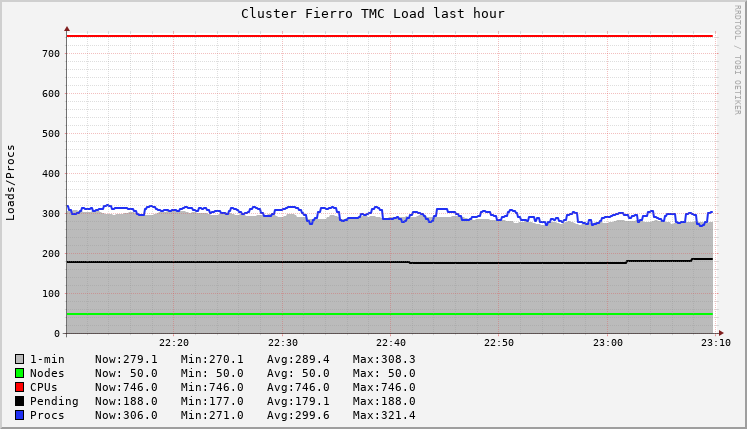 Cluster Fierro TMC Load last hour
RRDTOOL / TOBI OETIKER
Loads/Procs
700
600
500
400
300
200
100
0
22:20 22:30 22:40 22:50 23:00 23:10
1-min Now:279.1 Min:270.1 Avg:289.4 Max:308.3
Nodes Now: 50.0 Min: 50.0 Avg: 50.0 Max: 50.0
CPUs Now:746.0 Min:746.0 Avg:746.0 Max:746.0
Pending Now:188.0 Min:177.0 Avg:179.1 Max:188.0
Procs Now:306.0 Min:271.0 Avg:299.6 Max:321.4